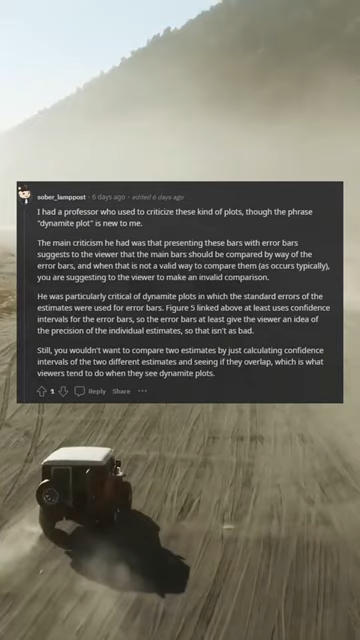 sober_lamppost · 6 days ago · edited 6 days ago
I had a professor who used to criticize these kind of plots, though the phrase
"dynamite plot" is new to me.
The main criticism he had was that presenting these bars with error bars
suggests to the viewer that the main bars should be compared by way of the
error bars, and when that is not a valid way to compare them (as occurs typically),
you are suggesting to the viewer to make an invalid comparison.
He was particularly critical of dynamite plots in which the standard errors of the
estimates were used for error bars. Figure 5 linked above at least uses confidence
intervals for the error bars, so the error bars at least give the viewer an idea of
the precision of the individual estimates, so that isn't as bad.
Still, you wouldn't want to compare two estimates by just calculating confidence
intervals of the two different estimates and seeing if they overlap, which is what
viewers tend to do when they see dynamite plots.
1 Reply Share ···